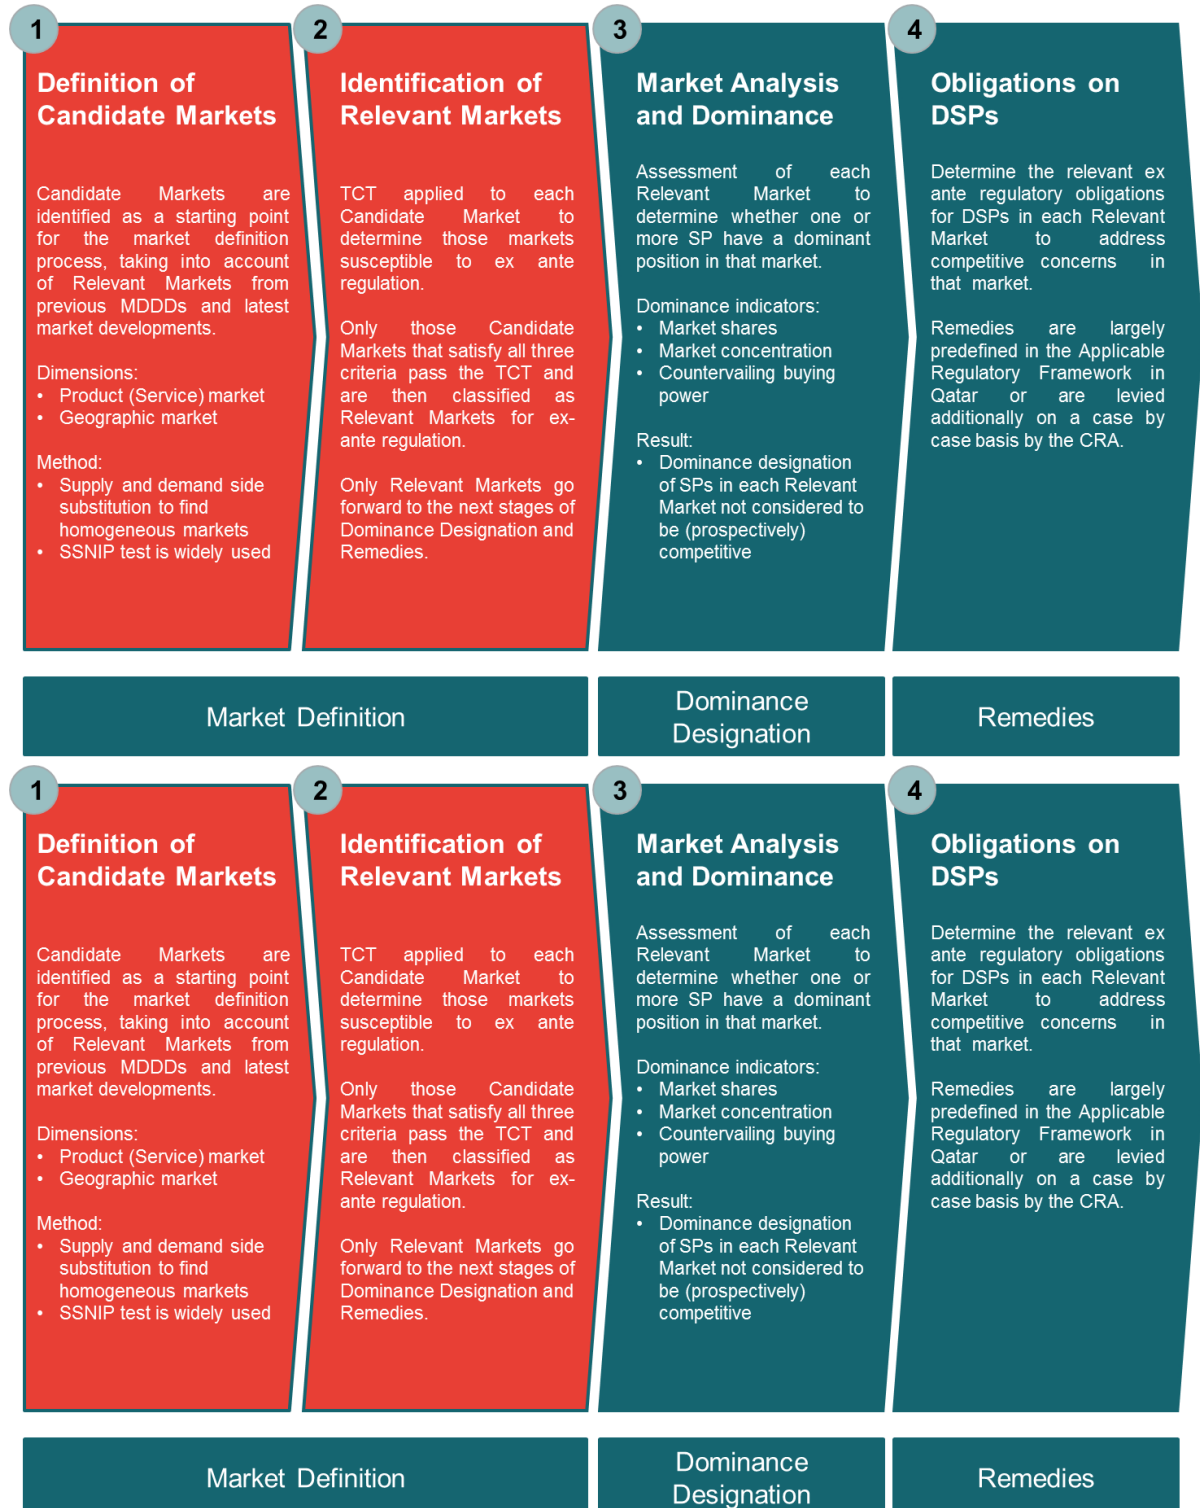 1
Definition of
Candidate Markets
Candidate Markets are
identified as a starting point
for the market definition
process, taking into account
of Relevant Markets from
previous MDDDs and latest
market developments.
Dimensions:
• Product (Service) market
• Geographic market
Method:
• Supply and demand side
substitution to find
homogeneous markets
• SSNIP test is widely used
2
Identification of
Relevant Markets
TCT applied to each
Candidate Market to
determine those markets
susceptible to ex ante
regulation.
Only those Candidate
Markets that satisfy all three
criteria pass the TCT and
are then classified as
Relevant Markets for ex-
ante regulation.
Only Relevant Markets go
forward to the next stages of
Dominance Designation and
Remedies.
3
Market Analysis
and Dominance
Assessment of each
Relevant Market to
determine whether one or
more SP have a dominant
position in that market.
Dominance indicators:
• Market shares
• Market concentration
• Countervailing buying
power
Result:
• Dominance designation
of SPs in each Relevant
Market not considered to
be (prospectively)
competitive
4
Obligations on
DSPs
Determine the relevant ex
ante regulatory obligations
for DSPs in each Relevant
Market to address
competitive concerns in
that market.
Remedies are largely
predefined in the Applicable
Regulatory Framework in
Qatar or are levied
additionally on a case by
case basis by the CRA.
Market Definition
Dominance
Designation
Remedies
1
Definition of
Candidate Markets
Candidate Markets are
identified as a starting point
for the market definition
process, taking into account
of Relevant Markets from
previous MDDDs and latest
market developments.
Dimensions:
• Product (Service) market
• Geographic market
Method:
• Supply and demand side
substitution to find
homogeneous markets
• SSNIP test is widely used
2
Identification of
Relevant Markets
TCT applied to each
Candidate Market to
determine those markets
susceptible to ex ante
regulation.
Only those Candidate
Markets that satisfy all three
criteria pass the TCT and
are then classified as
Relevant Markets for ex-
ante regulation.
Only Relevant Markets go
forward to the next stages of
Dominance Designation and
Remedies.
3
Market Analysis
and Dominance
Assessment of each
Relevant Market to
determine whether one or
more SP have a dominant
position in that market.
Dominance indicators:
• Market shares
• Market concentration
• Countervailing buying
power
Result:
• Dominance designation
of SPs in each Relevant
Market not considered to
be (prospectively)
competitive
4
Obligations on
DSPs
Determine the relevant ex
ante regulatory obligations
for DSPs in each Relevant
Market to address
competitive concerns in
that market.
Remedies are largely
predefined in the Applicable
Regulatory Framework in
Qatar or are levied
additionally on a case by
case basis by the CRA.
Market Definition
Dominance
Designation
Remedies